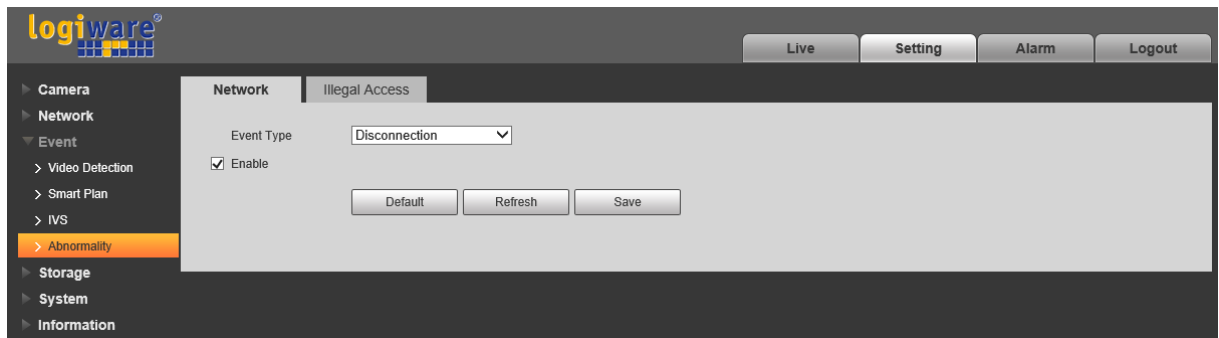 logiware®
Live Setting Alarm Logout
Camera
Network
Event
Video Detection
Smart Plan
IVS
Abnormality
Storage
System
Information
Network Illegal Access
Event Type Disconnection
Enable
Default Refresh Save